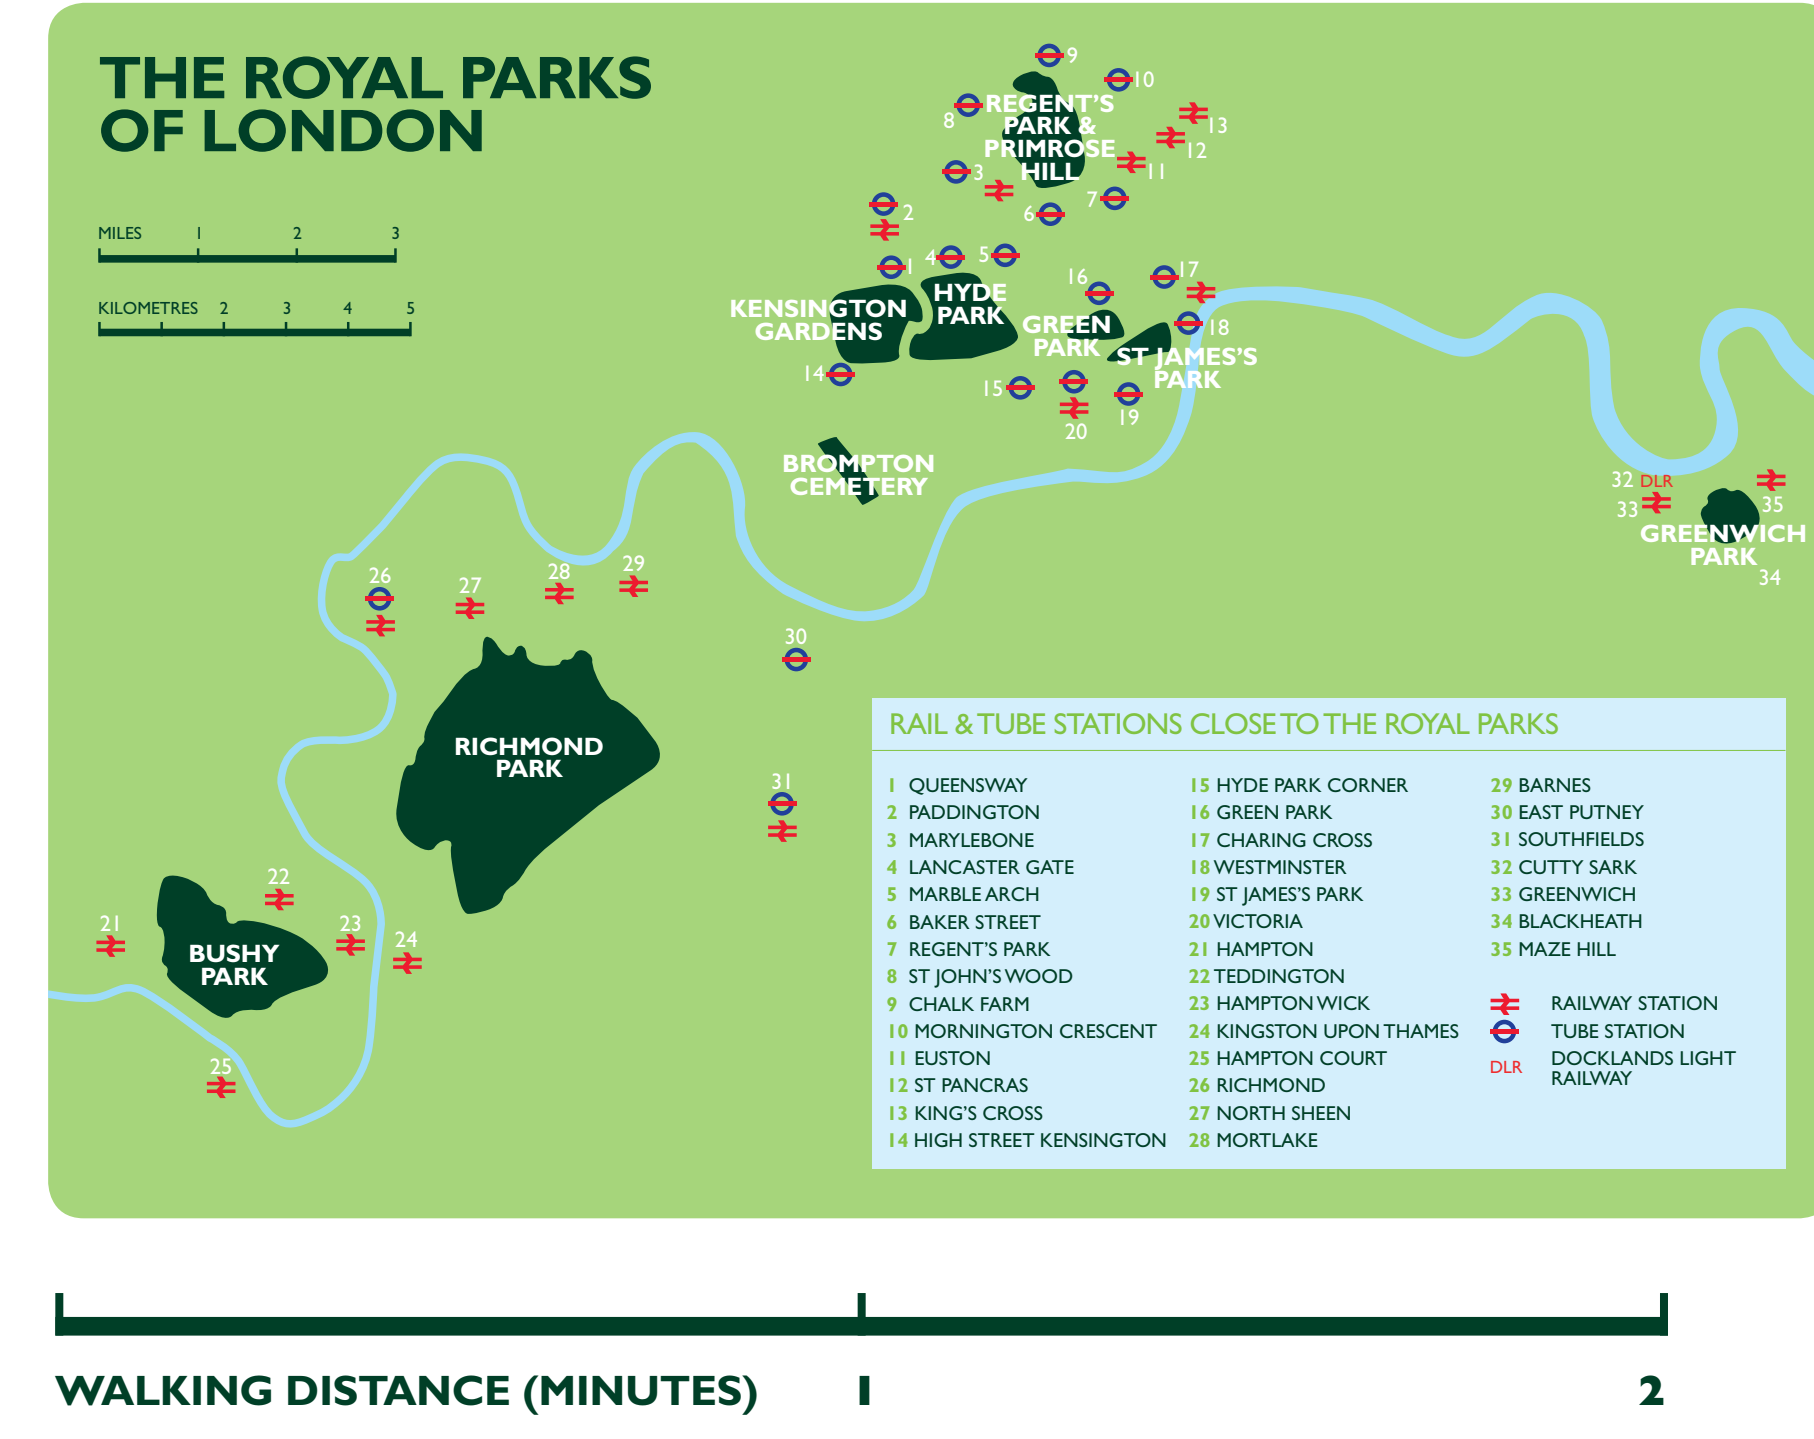 THE ROYAL PARKS
OF LONDON
MILES 1 2 3
KILOMETRES 2 3 4 5
9
10
8
REGENT'S
PARK &
PRIMROSE
HILL
13
12
11
3
7
6
2
1
4
5
KENSINGTON
GARDENS
HYDE
PARK
16
17
18
GREEN
PARK
ST JAMES'S
PARK
14
15
19
20
BROMPTON
CEMETERY
32 DLR
33
35
GREENWICH
PARK
34
26
27
28
29
30
RICHMOND
PARK
31
21
22
23
24
BUSHY
PARK
25
RAIL & TUBE STATIONS CLOSE TO THE ROYAL PARKS
1 QUEENSWAY
2 PADDINGTON
3 MARYLEBONE
4 LANCASTER GATE
5 MARBLE ARCH
6 BAKER STREET
7 REGENT'S PARK
8 ST JOHN'S WOOD
9 CHALK FARM
10 MORNINGTON CRESCENT
11 EUSTON
12 ST PANCRAS
13 KING'S CROSS
14 HIGH STREET KENSINGTON
15 HYDE PARK CORNER
16 GREEN PARK
17 CHARING CROSS
18 WESTMINSTER
19 ST JAMES'S PARK
20 VICTORIA
21 HAMPTON
22 TEDDINGTON
23 HAMPTON WICK
24 KINGSTON UPON THAMES
25 HAMPTON COURT
26 RICHMOND
27 NORTH SHEEN
28 MORTLAKE
29 BARNES
30 EAST PUTNEY
31 SOUTHFIELDS
32 CUTTY SARK
33 GREENWICH
34 BLACKHEATH
35 MAZE HILL
RAILWAY STATION
TUBE STATION
DLR DOCKLANDS LIGHT
RAILWAY
WALKING DISTANCE (MINUTES) 1 2